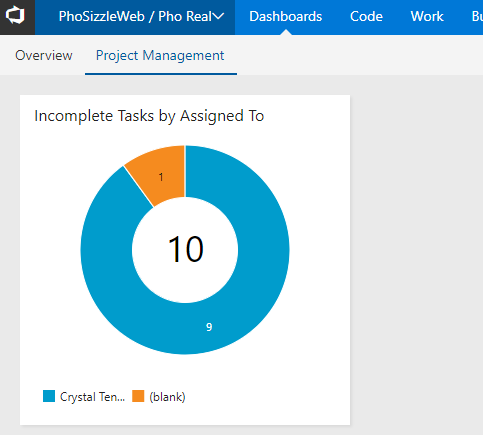 PhoSizzleWeb / Pho Real Dashboards Code Work
Overview Project Management
Incomplete Tasks by Assigned To
1
10
9
Crystal Ten... (blank)